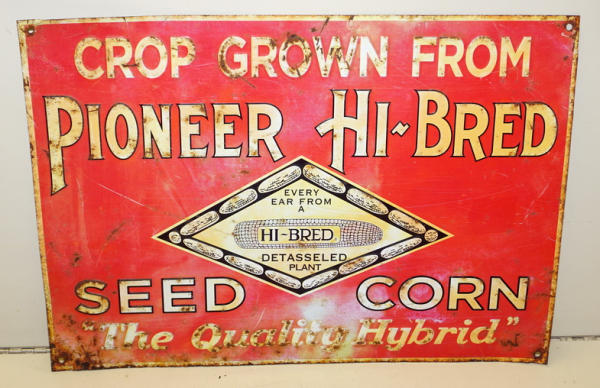 CROP GROWN FROM
PIONEER HI-BRED
EVERY
EAR FROM
A
HI-BRED
DETASSELED
PLANT
SEED CORN
"The Quality Hybrid"